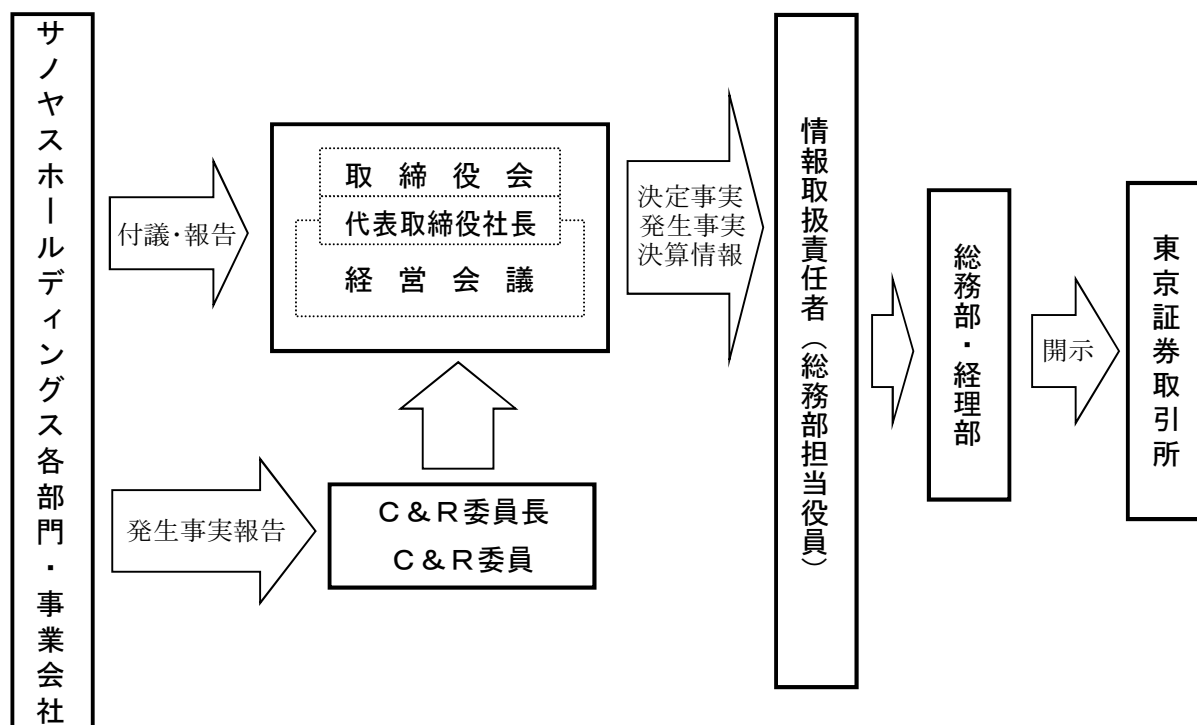 サノヤスホールディングス各部門・事業会社
付議・報告
取締役会
代表取締役社長
経営会議
発生事実報告
C&R委員長
C&R委員
決定事実
発生事実
決算情報
情報取扱責任者（総務部担当役員）
総務部・経理部
開示
東京証券取引所